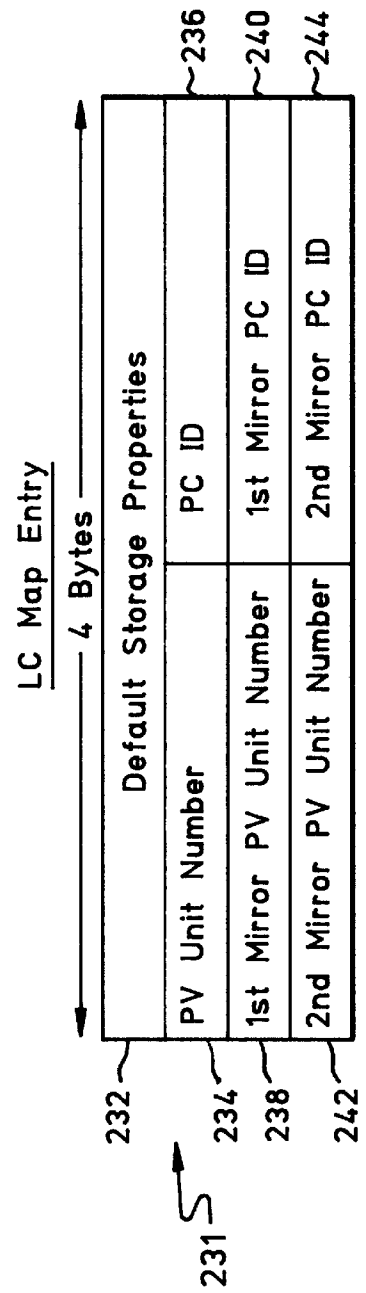 LC Map Entry
4 Bytes
232 Default Storage Properties
234 PV Unit Number PC ID 236
238 1st Mirror PV Unit Number 1st Mirror PC ID 240
242 2nd Mirror PV Unit Number 2nd Mirror PC ID 244
231